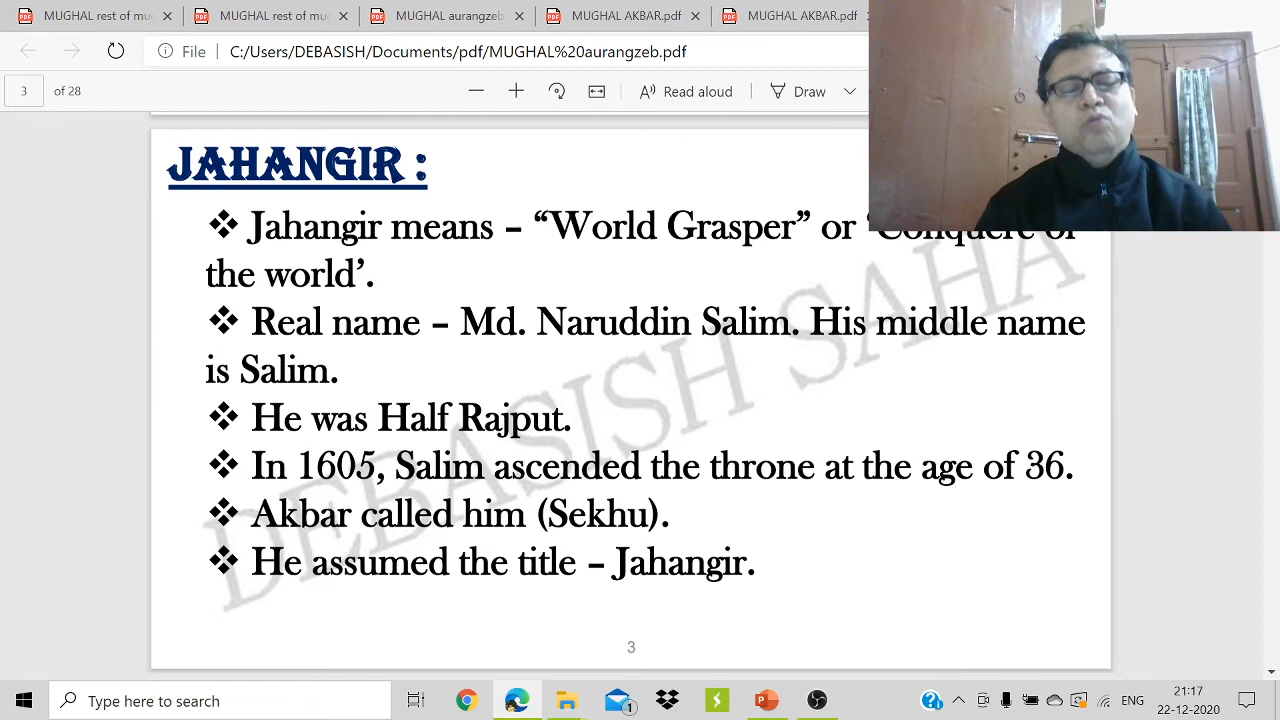 MUGHAL rest of mu
MUGHAL rest of mu
MUGHAL aurangzeb
MUGHAL AKBAR.pdf
MUGHAL AKBAR.pdf
File
C:/Users/DEBASISH/Documents/pdf/MUGHAL%20aurangzeb.pdf
3 of 28
Read aloud
Draw
JAHANGIR :
❖ Jahangir means – “World Grasper” or ‘Conquere of
the world’.
❖ Real name – Md. Naruddin Salim. His middle name
is Salim.
❖ He was Half Rajput.
❖ In 1605, Salim ascended the throne at the age of 36.
❖ Akbar called him (Sekhu).
❖ He assumed the title – Jahangir.
DEBASISH SAHA
3
Type here to search
1
ENG
21:17
22-12-2020